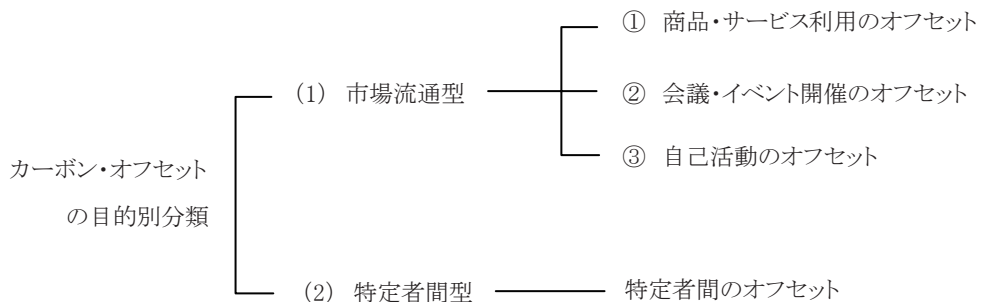 ① 商品・サービス利用のオフセット
(1) 市場流通型
② 会議・イベント開催のオフセット
③ 自己活動のオフセット
カーボン・オフセット
の目的別分類
(2) 特定者間型
特定者間のオフセット